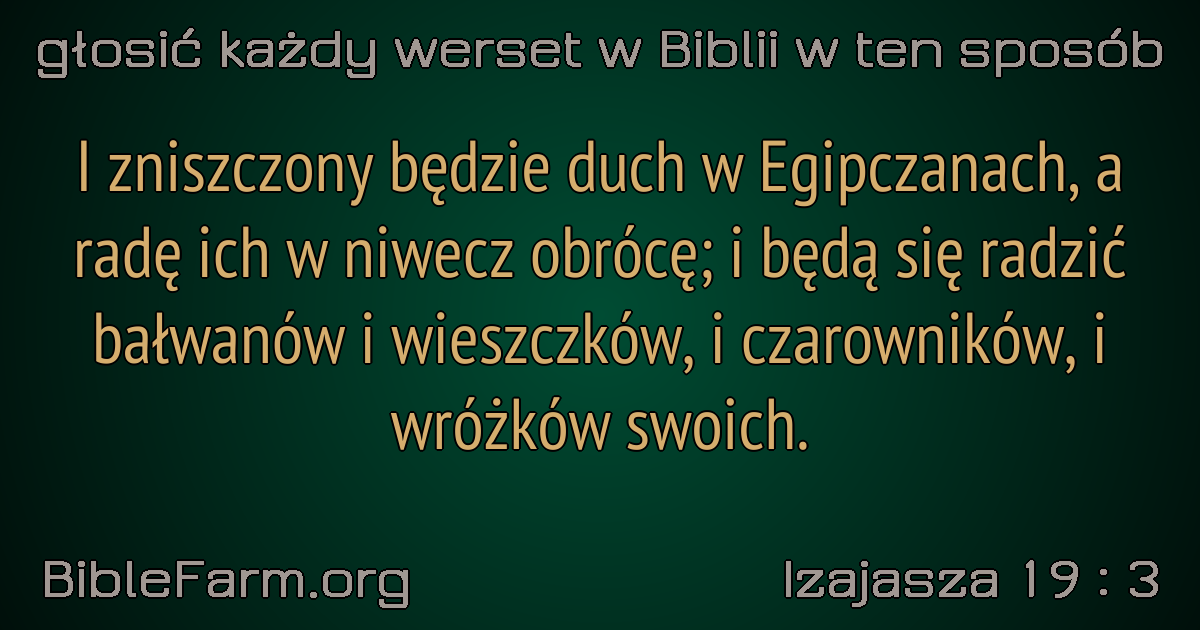 głosić każdy werset w Biblii w ten sposób
I zniszczony będzie duch w Egipczanach, a
radę ich w niwecz obrócę; i będą się radzić
bałwanów i wieszczków, i czarowników, i
wróżków swoich.
BibleFarm.org
Izajasza 19 : 3